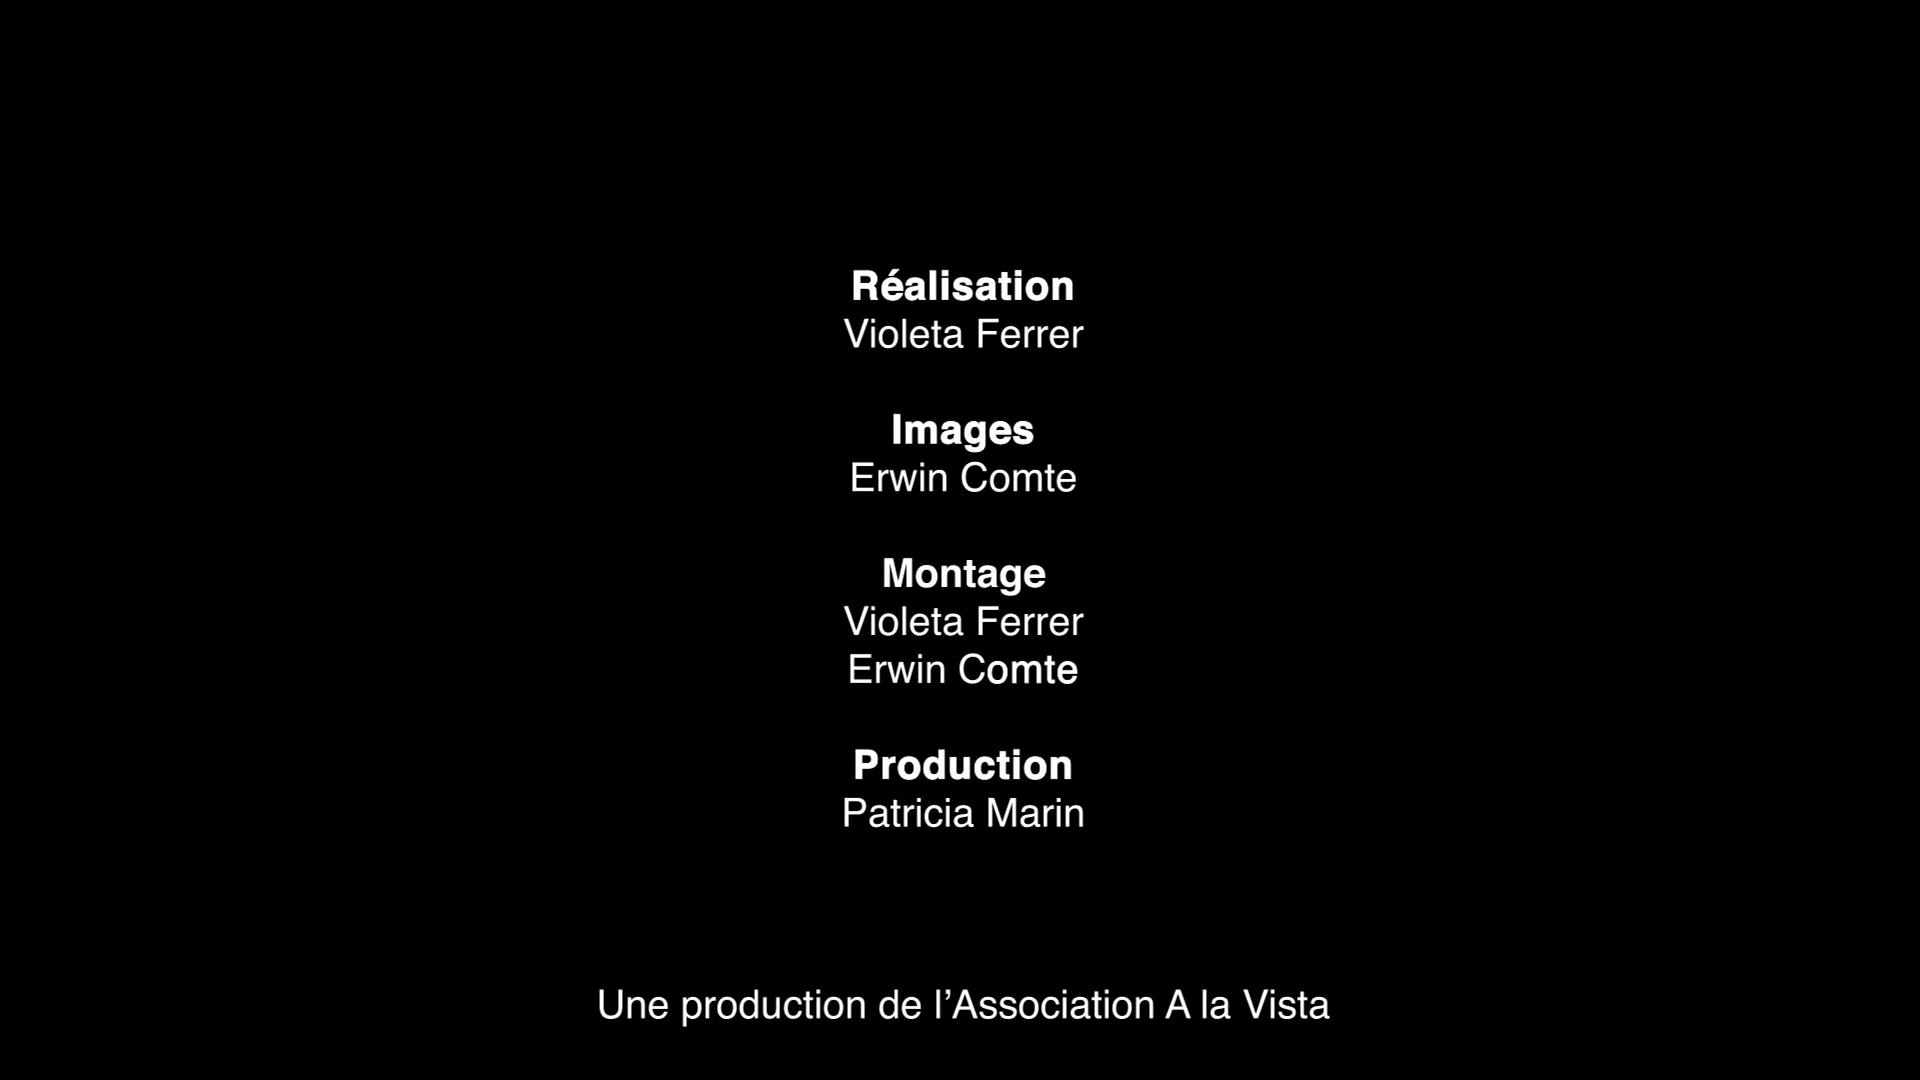 Réalisation
Violeta Ferrer
Images
Erwin Comte
Montage
Violeta Ferrer
Erwin Comte
Production
Patricia Marin
Une production de l’Association A la Vista